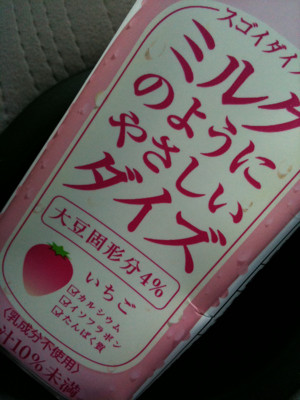 スゴイダイ
ミルク
のように
やさしい
ダイズ
大豆固形分4%
いちご
カルシウム
イソフラボン
たんぱく質
〈乳成分不使用〉
汁10%未満